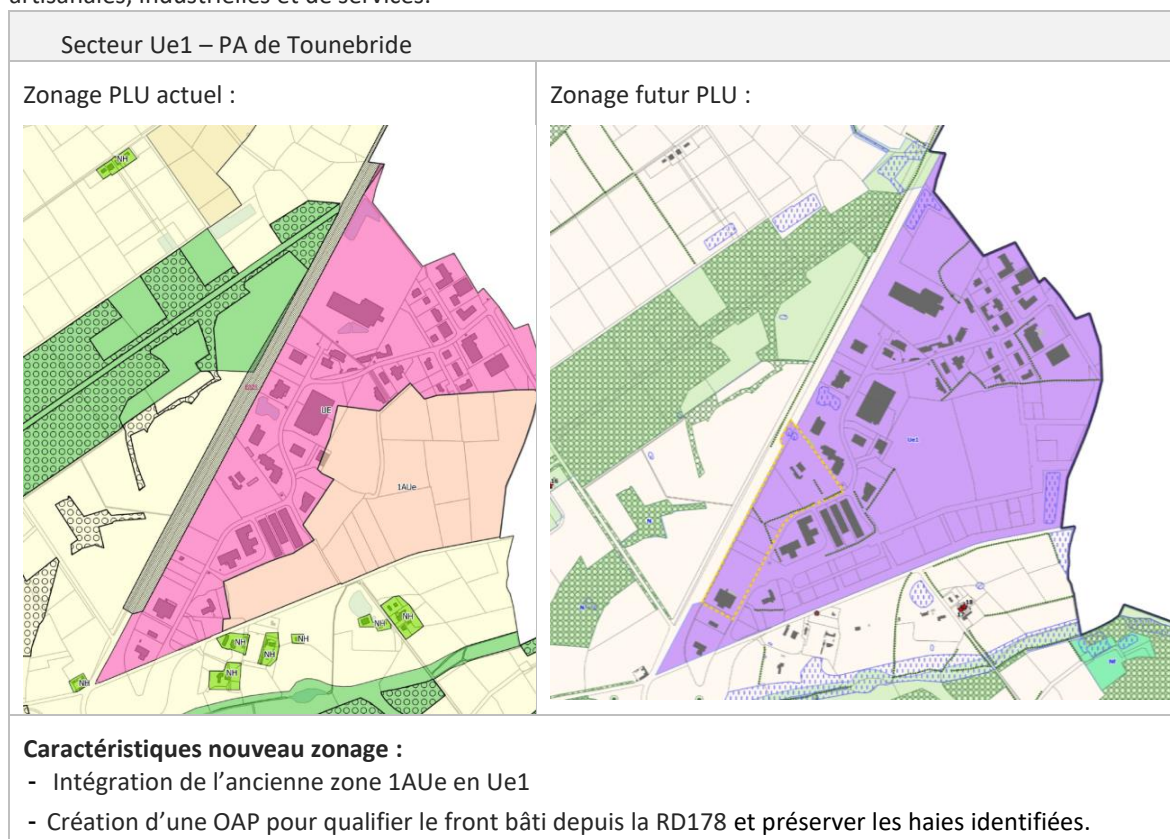 artisanales, industrielles et de services.
Secteur Ue1 – PA de Tounebride
Zonage PLU actuel :
Zonage futur PLU :
NH
UE
1AUe
NH
NH
NH
NH
NH
NH
NH
Ue1
N
Caractéristiques nouveau zonage :
- Intégration de l'ancienne zone 1AUe en Ue1
- Création d'une OAP pour qualifier le front bâti depuis la RD178 et préserver les haies identifiées.